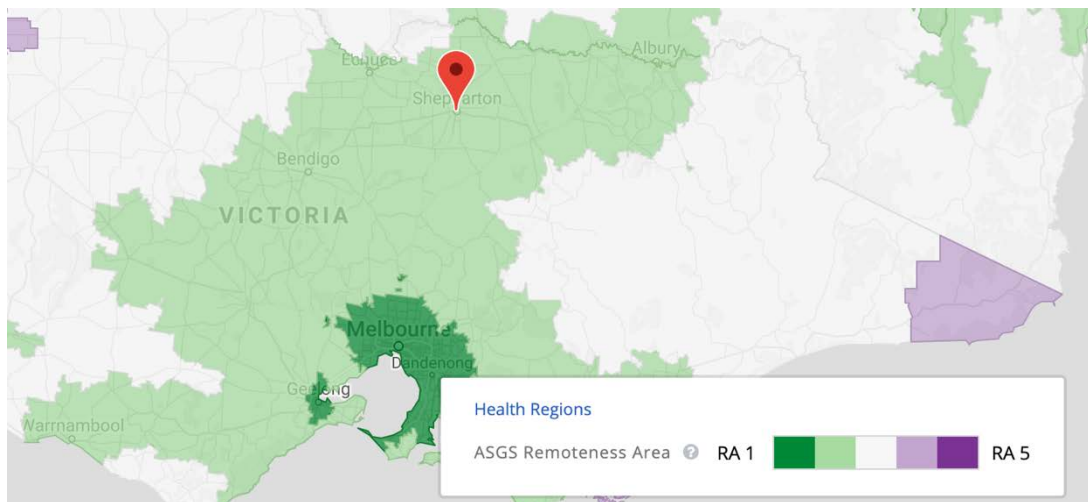 Albury
Echuca
Shepparton
Bendigo
VICTORIA
Melbourne
Dandenong
Geelong
Warrnambool
Health Regions
ASGS Remoteness Area ? RA 1 RA 5